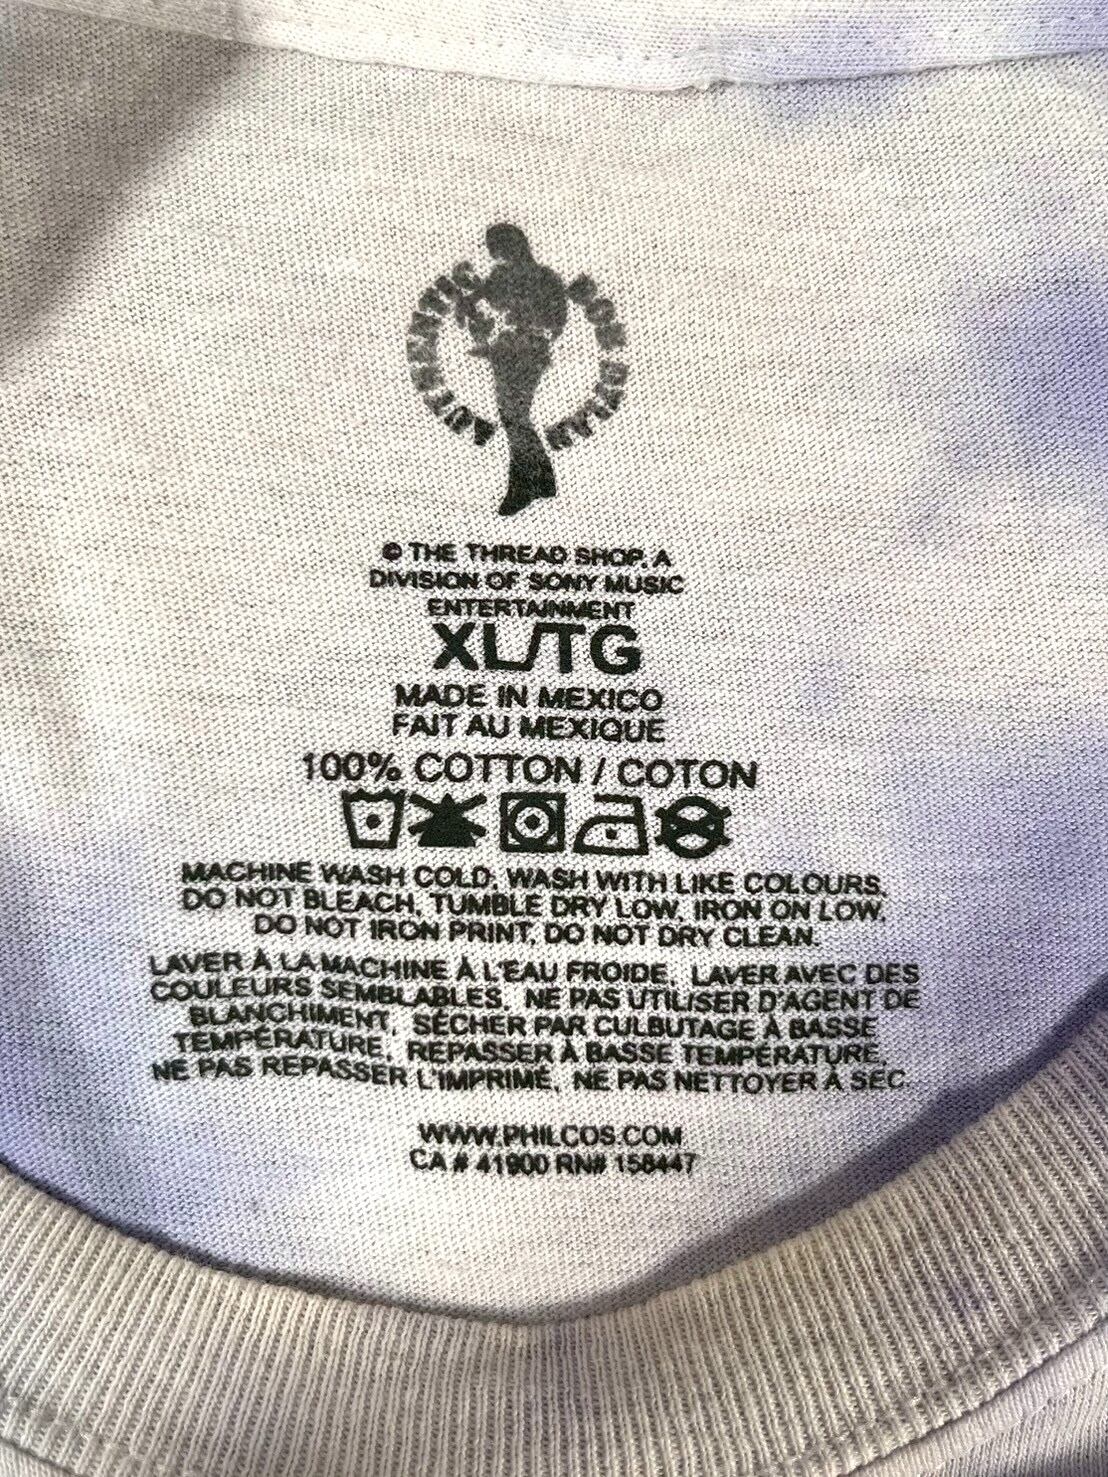 AUTHENTIC BOB DYLAN
© THE THREAD SHOP, A
DIVISION OF SONY MUSIC
ENTERTAINMENT
XL/TG
MADE IN MEXICO
FAIT AU MEXIQUE
100% COTTON / COTON
MACHINE WASH COLD, WASH WITH LIKE COLOURS,
DO NOT BLEACH, TUMBLE DRY LOW, IRON ON LOW,
DO NOT IRON PRINT, DO NOT DRY CLEAN.
LAVER À LA MACHINE À L'EAU FROIDE, LAVER AVEC DES
COULEURS SEMBLABLES, NE PAS UTILISER D'AGENT DE
BLANCHIMENT, SÉCHER PAR CULBUTAGE À BASSE
TEMPÉRATURE, REPASSER À BASSE TEMPÉRATURE,
NE PAS REPASSER L'IMPRIMÉ, NE PAS NETTOYER À SEC.
WWW.PHILCOS.COM
CA # 41900 RN# 158447